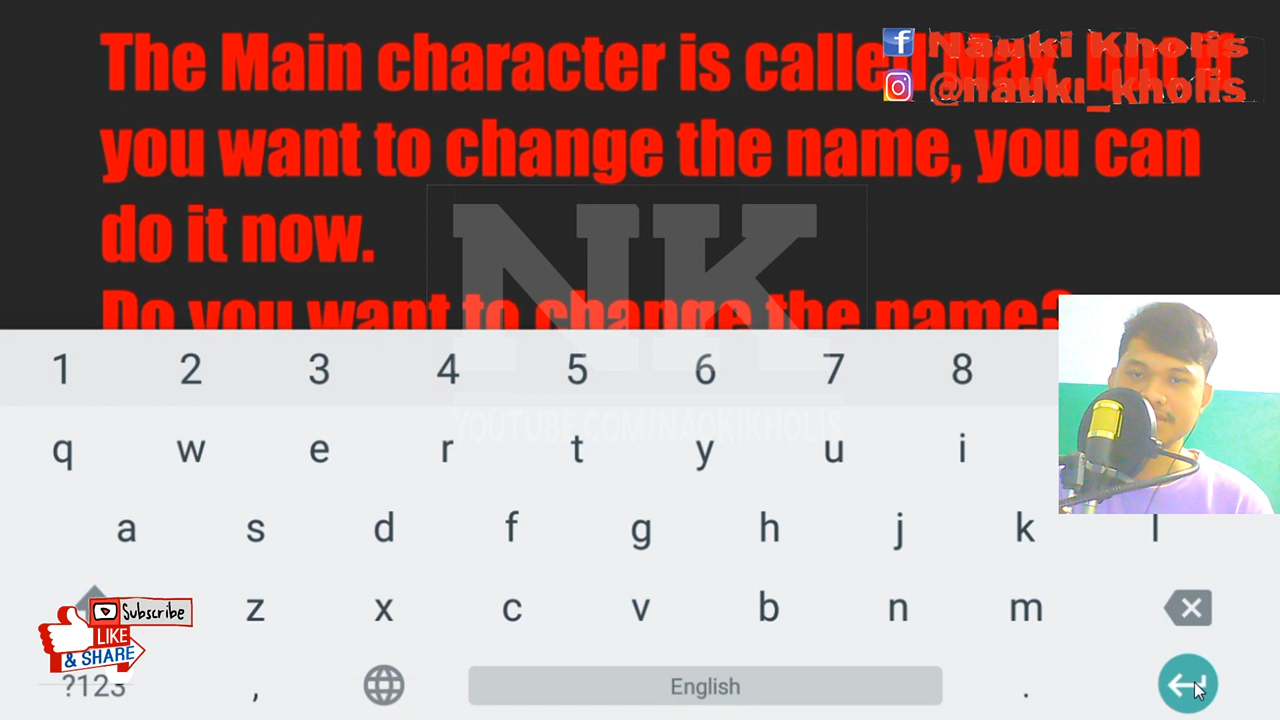 The Main character is called Max, but if
you want to change the name, you can
do it now.
Do you want to change the name?
Nauki Kholis
@nauki_kholis
NK
YOUTUBE.COM/NAOKIKHOLIS
1 2 3 4 5 6 7 8
q w e r t y u i
a s d f g h j k l
z x c v b n m
Subscribe
LIKE
& SHARE
?123 , English .